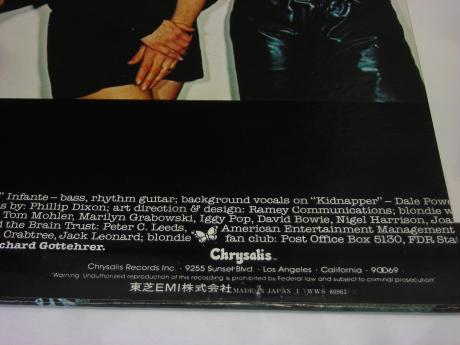 " Infante – bass, rhythm guitar; background vocals on "Kidnapper" – Dale Powe
s by: Phillip Dixon; art direction & design: Ramey Communications; blondie w
Tom Mohler, Marilyn Grabowski, Iggy Pop, David Bowie, Nigel Harrison, Joa
d the Brain Trust: Peter C. Leeds, American Entertainment Management
Crabtree, Jack Leonard; blondie fan club: Post Office Box 5130, FDR Sta
chard Gottehrer.
Chrysalis
Chrysalis Records Inc. · 9255 Sunset Blvd. · Los Angeles · California · 90069
"Warning: Unauthorized reproduction of this recording is prohibited by Federal law and subject to criminal prosecution"
東芝EMI株式会社 MADE IN JAPAN WWS